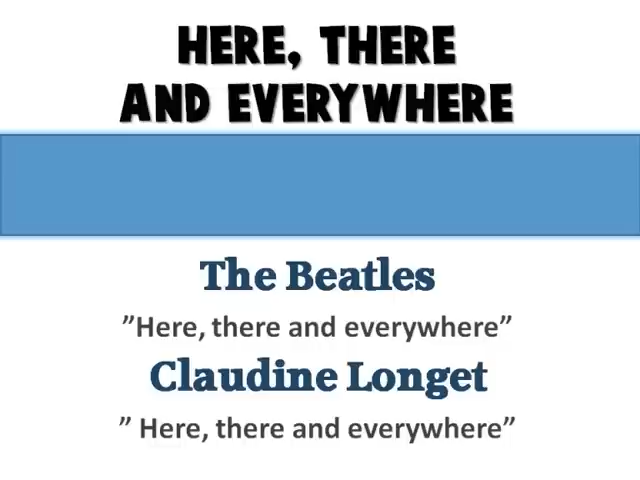 HERE, THERE
AND EVERYWHERE
The Beatles
”Here, there and everywhere”
Claudine Longet
” Here, there and everywhere”